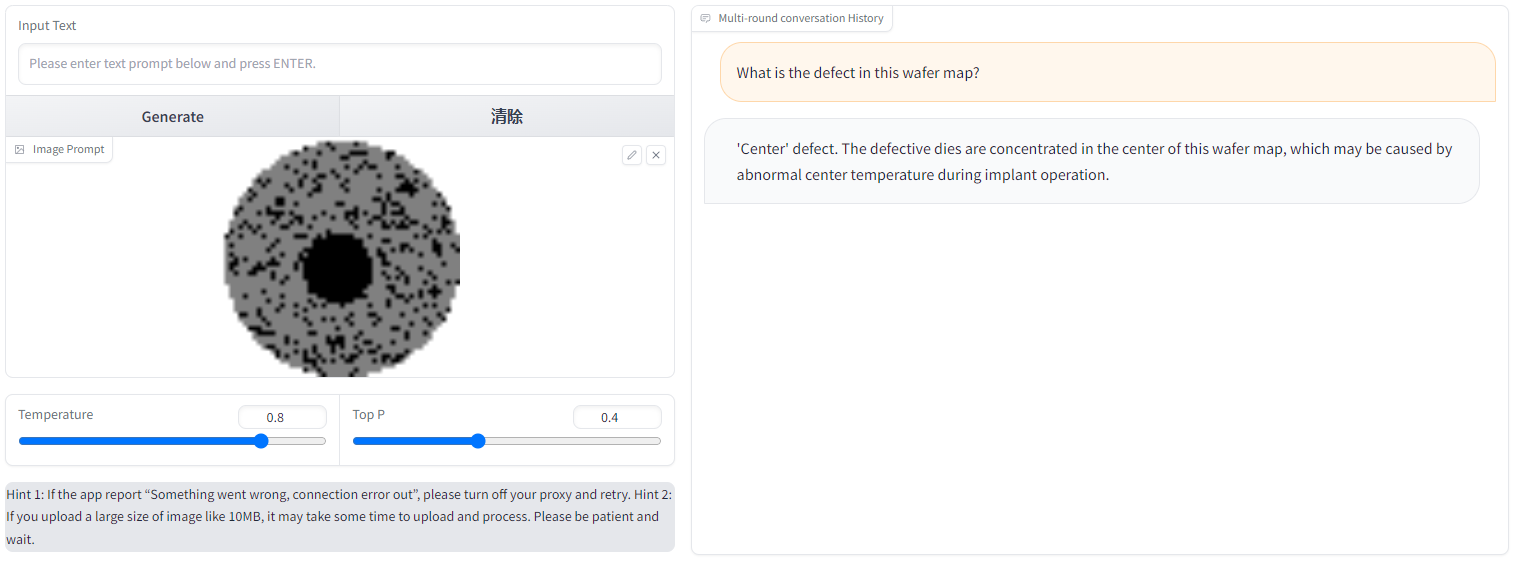 Input Text
Please enter text prompt below and press ENTER.
Generate
清除
Image Prompt
Temperature
0.8
Top P
0.4
Hint 1: If the app report “Something went wrong, connection error out”, please turn off your proxy and retry. Hint 2:
If you upload a large size of image like 10MB, it may take some time to upload and process. Please be patient and
wait.
Multi-round conversation History
What is the defect in this wafer map?
'Center' defect. The defective dies are concentrated in the center of this wafer map, which may be caused by
abnormal center temperature during implant operation.